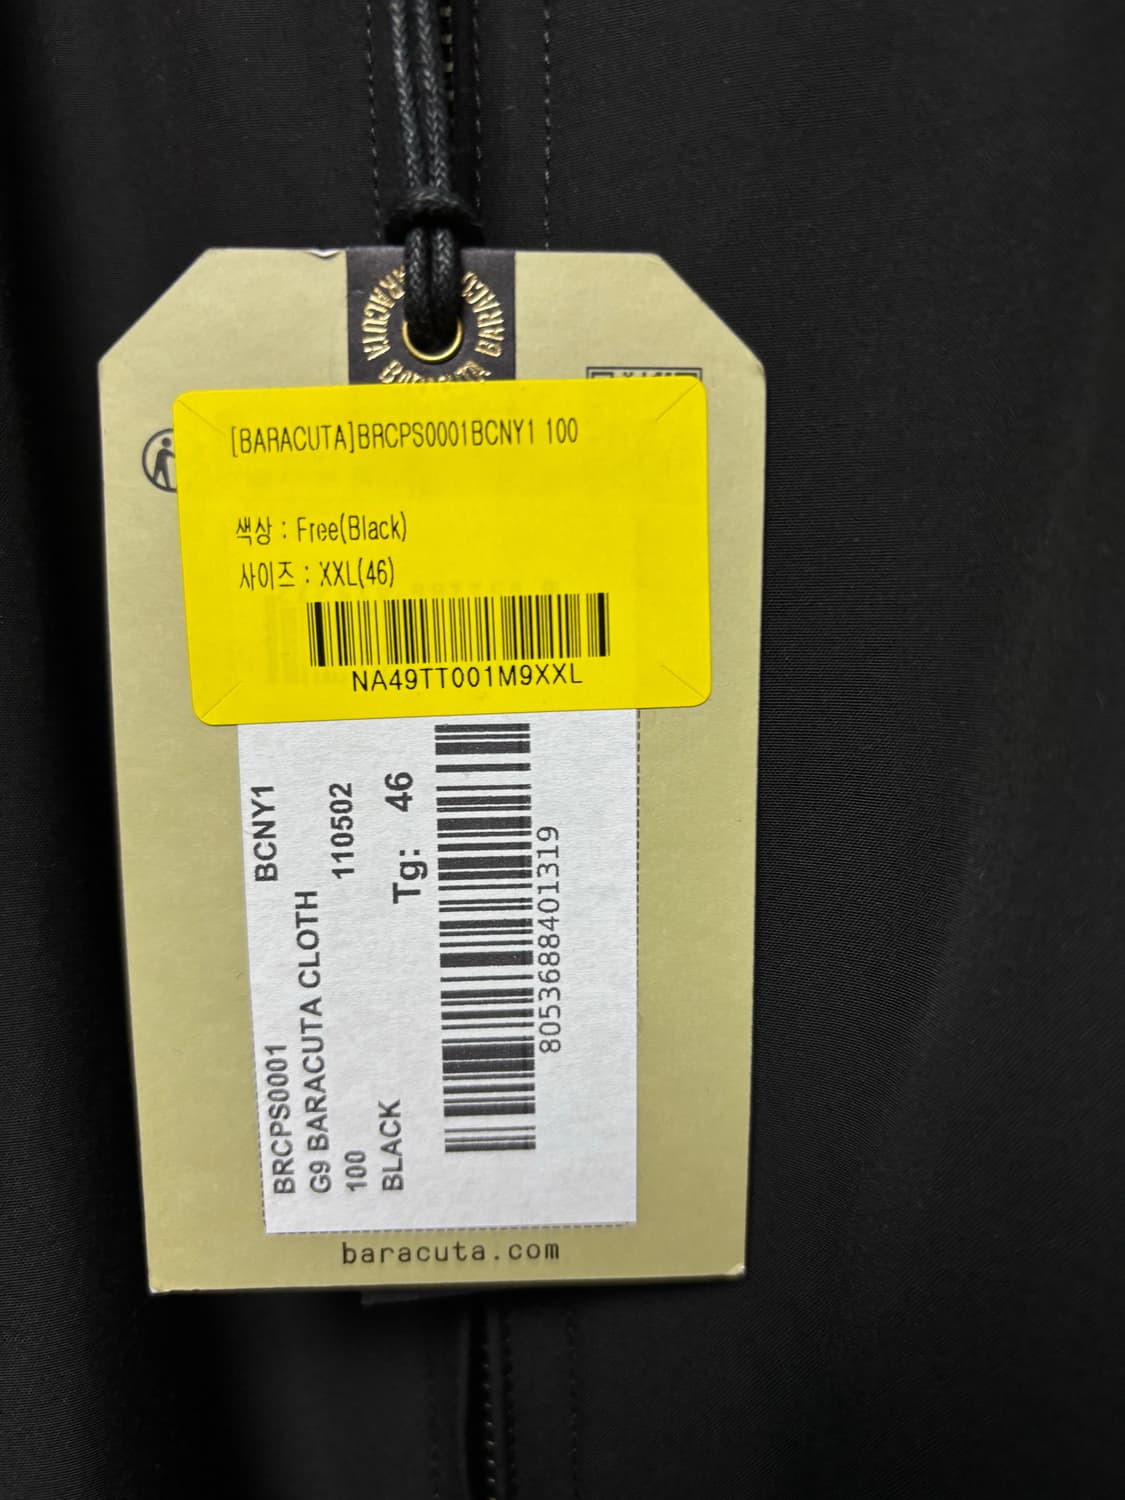 BARACUTA BARACUTA
[BARACUTA]BRCPS0001BCNY1 100
색상 : Free(Black)
사이즈 : XXL(46)
NA49TT001M9XXL
BRCPS0001 BCNY1
G9 BARACUTA CLOTH
100 110502
BLACK Tg: 46
8053688401319
baracuta.com